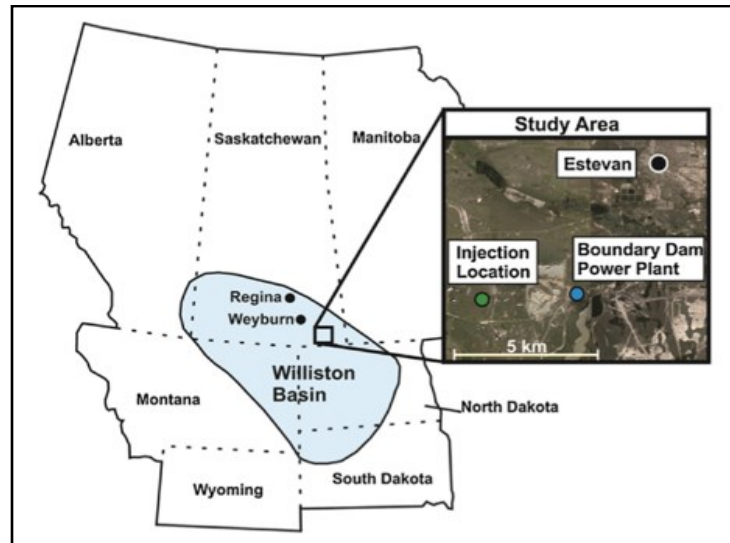 Alberta
Saskatchewan
Manitoba
Study Area
Estevan
Injection
Location
Boundary Dam
Power Plant
5 km
Regina
Weyburn
Williston
Basin
Montana
North Dakota
South Dakota
Wyoming